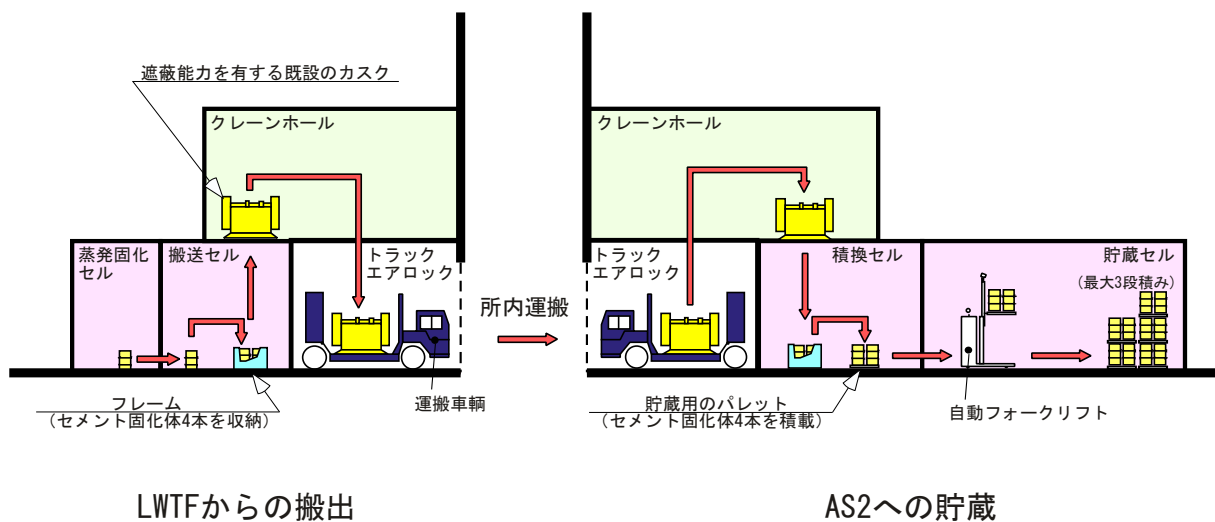 遮蔽能力を有する既設のカスク
クレーンホール
蒸発固化
セル
搬送セル
トラック
エアロック
フレーム
(セメント固化体4本を収納)
運搬車輌
所内運搬
クレーンホール
トラック
エアロック
積換セル
貯蔵セル
(最大3段積み)
貯蔵用のパレット
(セメント固化体4本を積載)
自動フォークリフト
LWTFからの搬出
AS2への貯蔵